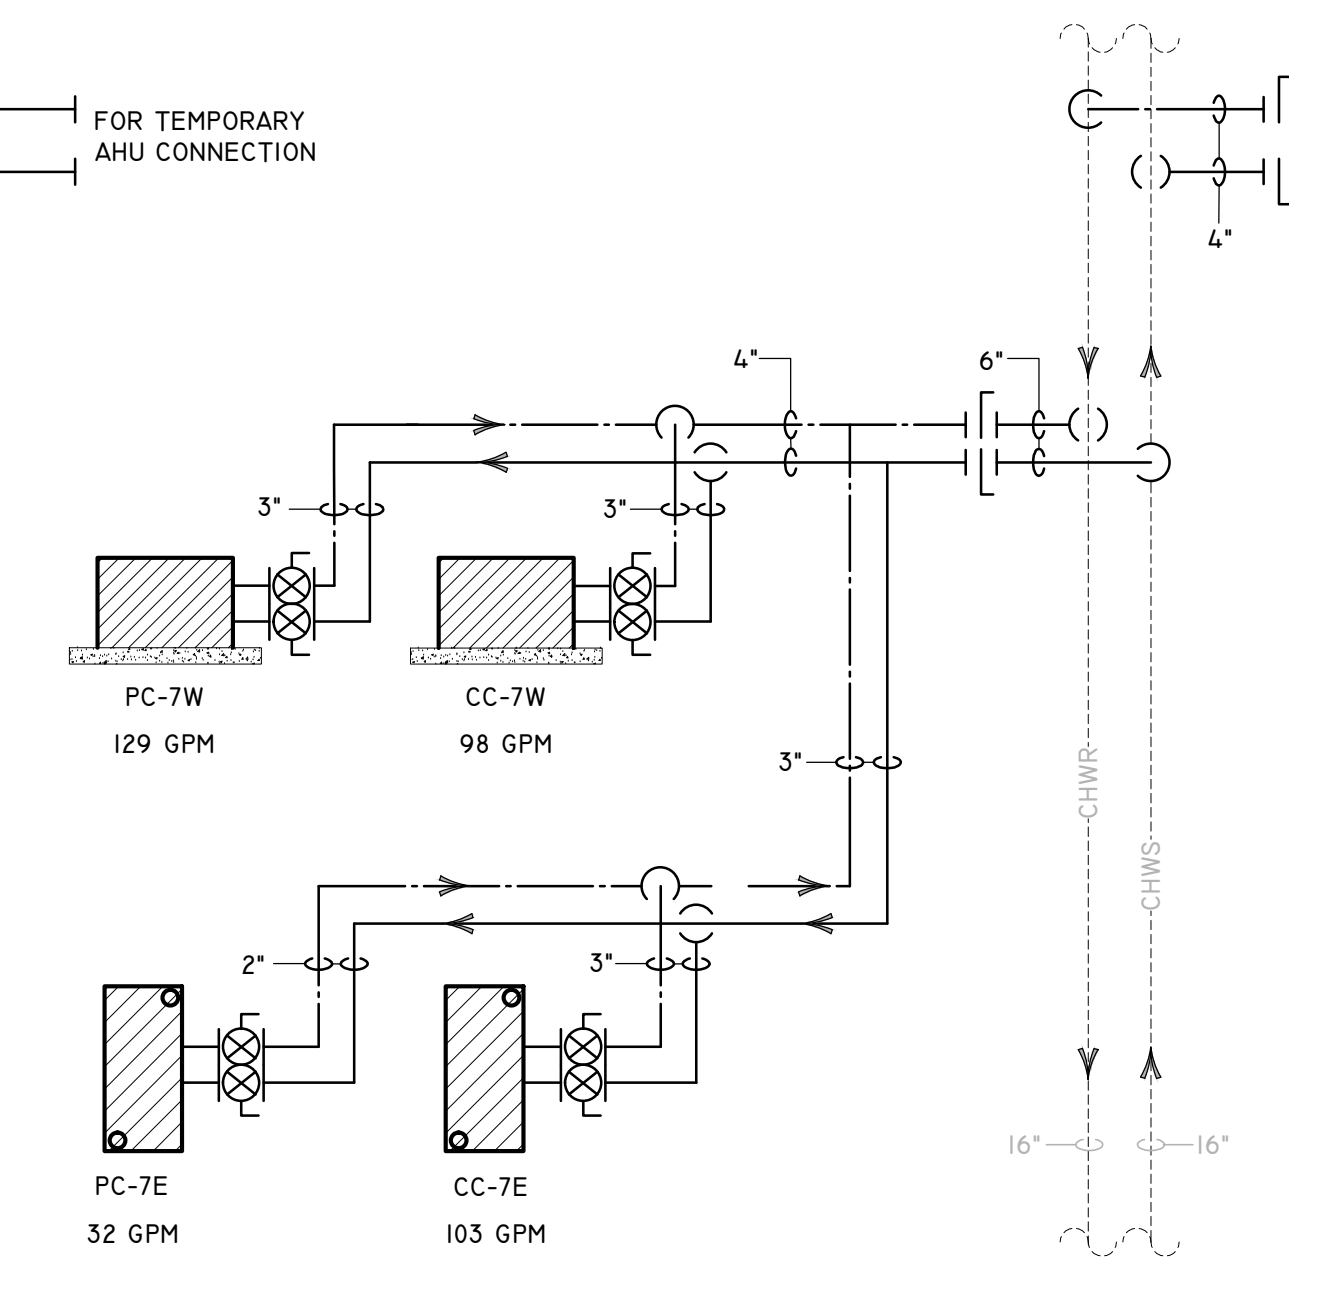 FOR TEMPORARY
AHU CONNECTION
4"
4"
6"
3"
3"
PC-7W
129 GPM
CC-7W
98 GPM
3"
CHWR
CHWS
2"
3"
16"
16"
PC-7E
32 GPM
CC-7E
103 GPM